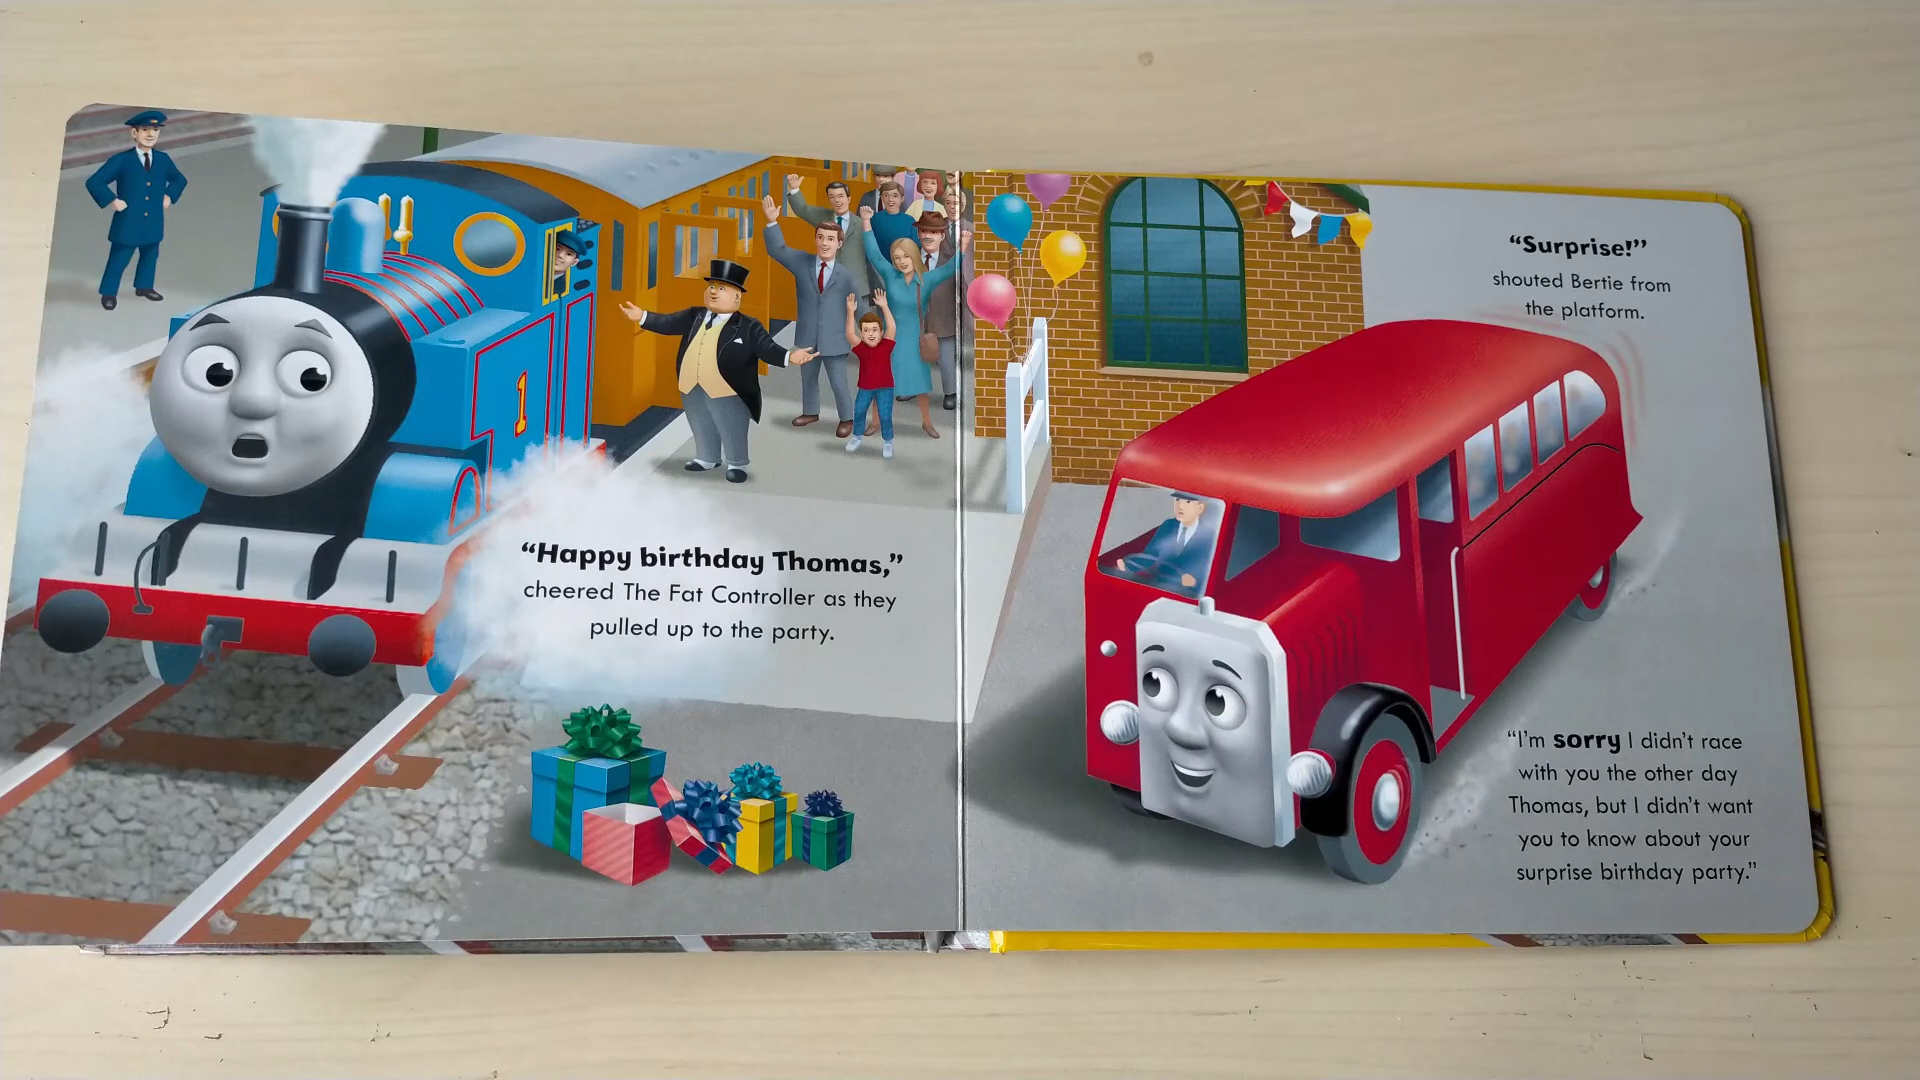 1
“Happy birthday Thomas,”
cheered The Fat Controller as they
pulled up to the party.
“Surprise!”
shouted Bertie from
the platform.
“I’m sorry I didn’t race
with you the other day
Thomas, but I didn’t want
you to know about your
surprise birthday party.”